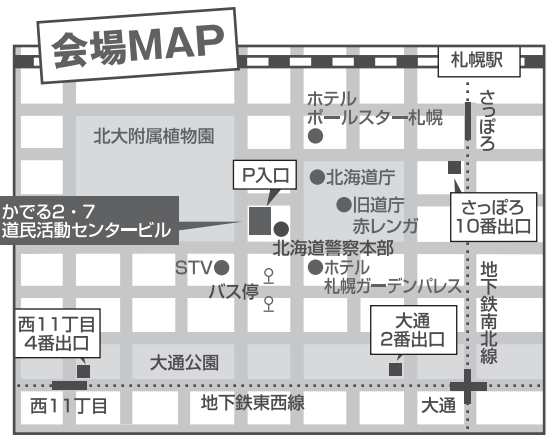 会場MAP
札幌駅
さっぽろ
ホテル
ポールスター札幌
北大附属植物園
P入口
北海道庁
旧道庁
赤レンガ
さっぽろ
10番出口
かでる2・7
道民活動センタービル
北海道警察本部
STV
ホテル
札幌ガーデンパレス
バス停
地下鉄南北線
西11丁目
4番出口
大通
2番出口
大通公園
西11丁目
地下鉄東西線
大通